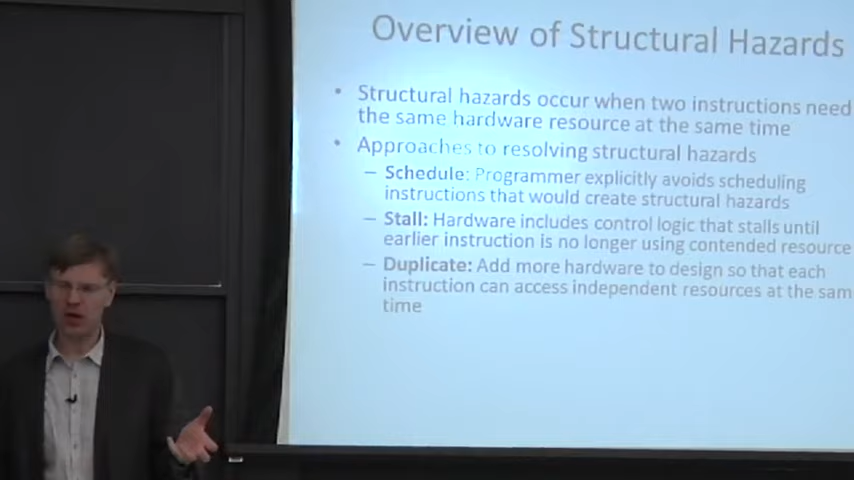 Overview of Structural Hazards
• Structural hazards occur when two instructions need
the same hardware resource at the same time
• Approaches to resolving structural hazards
– Schedule: Programmer explicitly avoids scheduling
instructions that would create structural hazards
– Stall: Hardware includes control logic that stalls until
earlier instruction is no longer using contended resource
– Duplicate: Add more hardware to design so that each
instruction can access independent resources at the sam
time